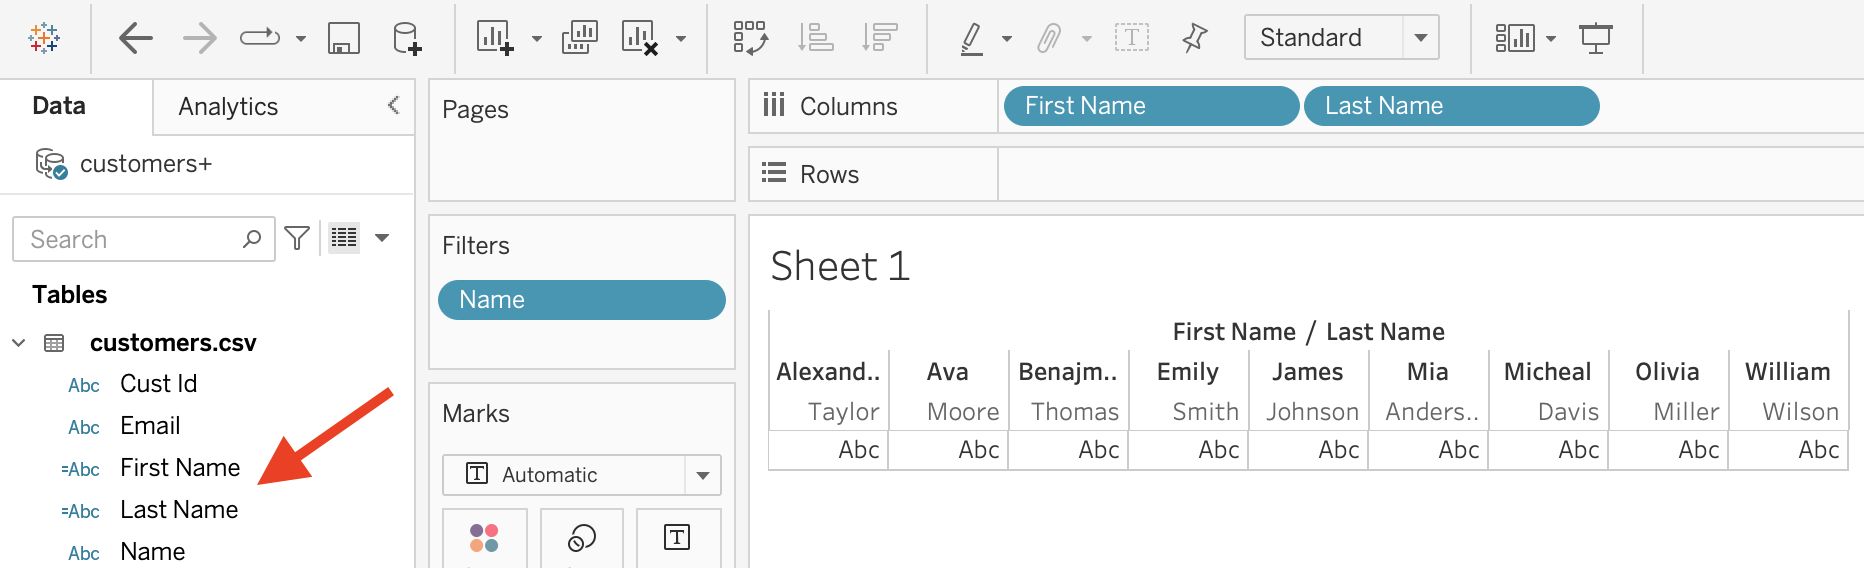 Standard
Data
Analytics
customers+
Search
Tables
customers.csv
Abc Cust Id
Abc Email
=Abc First Name
=Abc Last Name
Abc Name
Pages
Filters
Name
Marks
T Automatic
T
Columns First Name Last Name
Rows
Sheet 1
First Name / Last Name
Alexand.. Ava Benajm.. Emily James Mia Micheal Olivia William
Taylor Moore Thomas Smith Johnson Anders.. Davis Miller Wilson
Abc Abc Abc Abc Abc Abc Abc Abc Abc